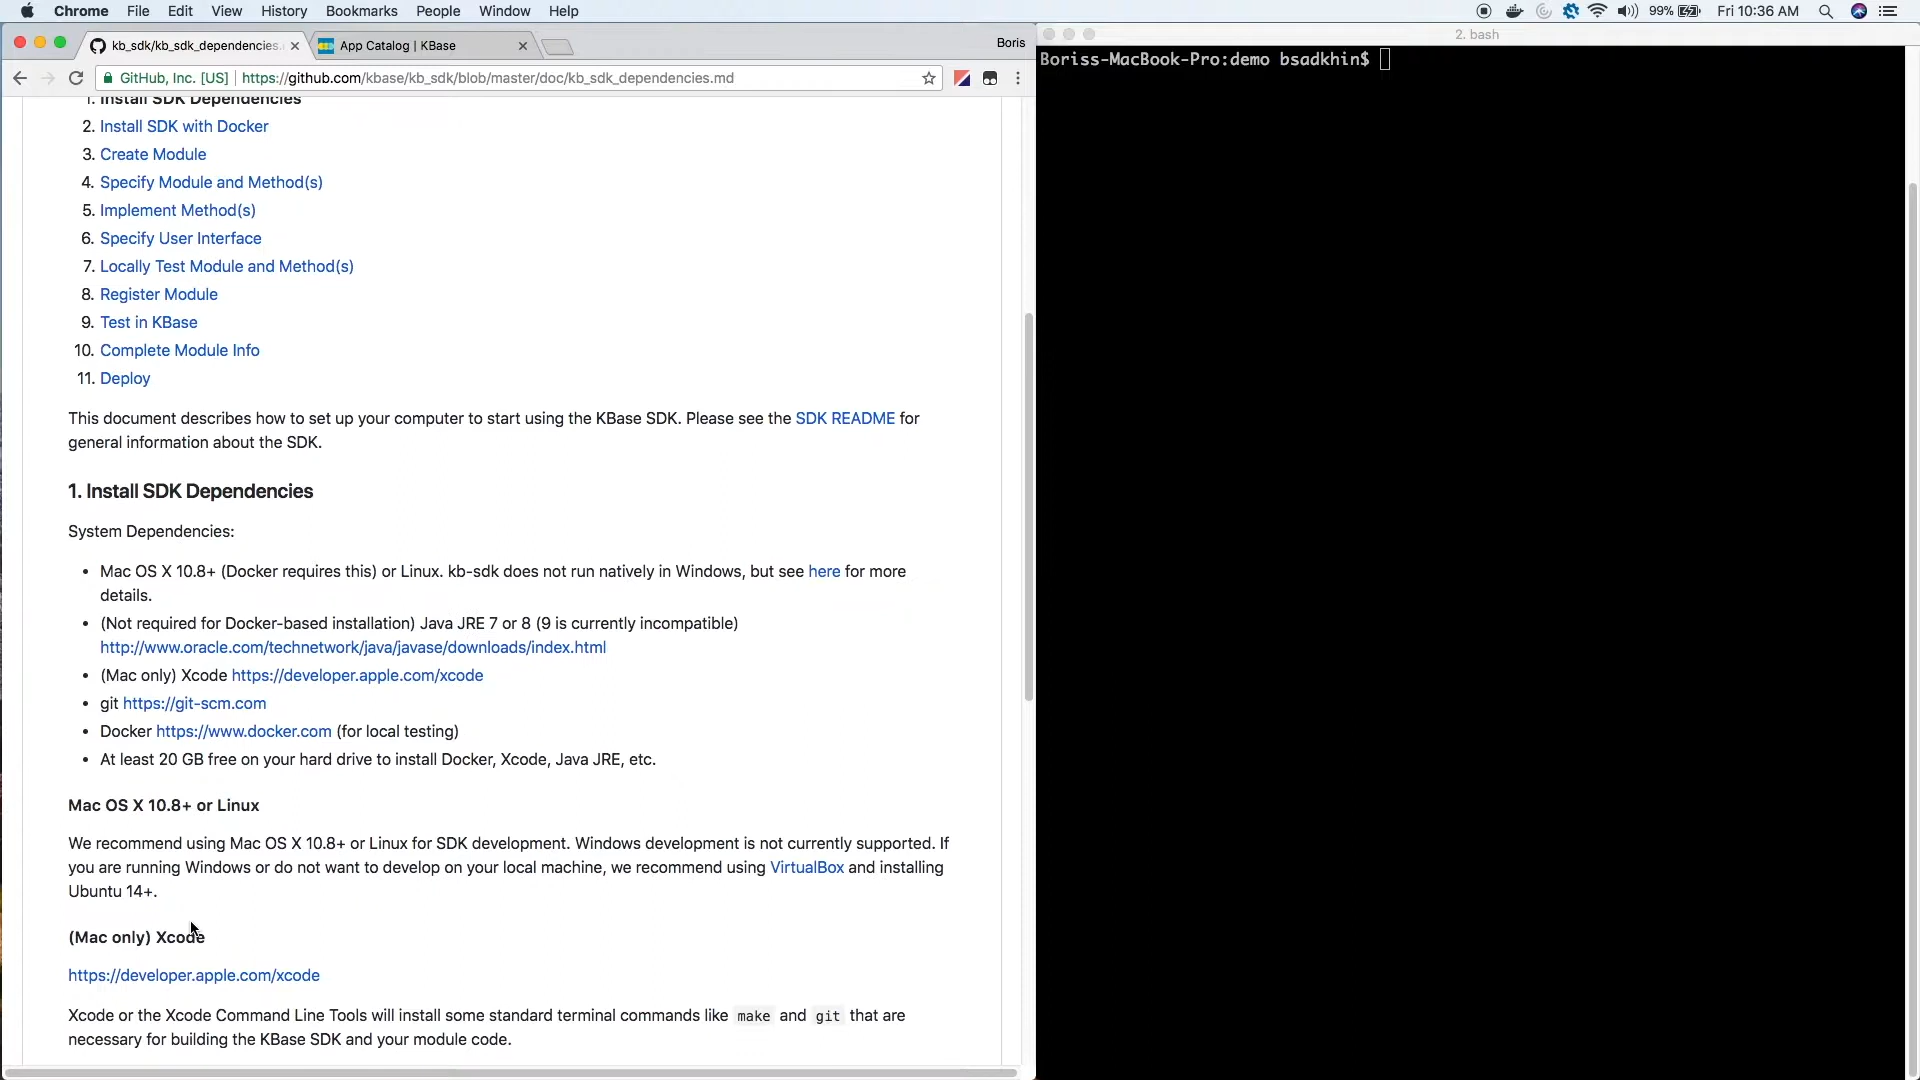 Chrome File Edit View History Bookmarks People Window Help 99% Fri 10:36 AM
kb_sdk/kb_sdk_dependencies. App Catalog | KBase Boris
GitHub, Inc. [US] https://github.com/kbase/kb_sdk/blob/master/doc/kb_sdk_dependencies.md
1. Install SDK Dependencies
2. Install SDK with Docker
3. Create Module
4. Specify Module and Method(s)
5. Implement Method(s)
6. Specify User Interface
7. Locally Test Module and Method(s)
8. Register Module
9. Test in KBase
10. Complete Module Info
11. Deploy
This document describes how to set up your computer to start using the KBase SDK. Please see the SDK README for
general information about the SDK.
1. Install SDK Dependencies
System Dependencies:
• Mac OS X 10.8+ (Docker requires this) or Linux. kb-sdk does not run natively in Windows, but see here for more
details.
• (Not required for Docker-based installation) Java JRE 7 or 8 (9 is currently incompatible)
http://www.oracle.com/technetwork/java/javase/downloads/index.html
• (Mac only) Xcode https://developer.apple.com/xcode
• git https://git-scm.com
• Docker https://www.docker.com (for local testing)
• At least 20 GB free on your hard drive to install Docker, Xcode, Java JRE, etc.
Mac OS X 10.8+ or Linux
We recommend using Mac OS X 10.8+ or Linux for SDK development. Windows development is not currently supported. If
you are running Windows or do not want to develop on your local machine, we recommend using VirtualBox and installing
Ubuntu 14+.
(Mac only) Xcode
https://developer.apple.com/xcode
Xcode or the Xcode Command Line Tools will install some standard terminal commands like make and git that are
necessary for building the KBase SDK and your module code.
2. bash
Boriss-MacBook-Pro:demo bsadkhin$